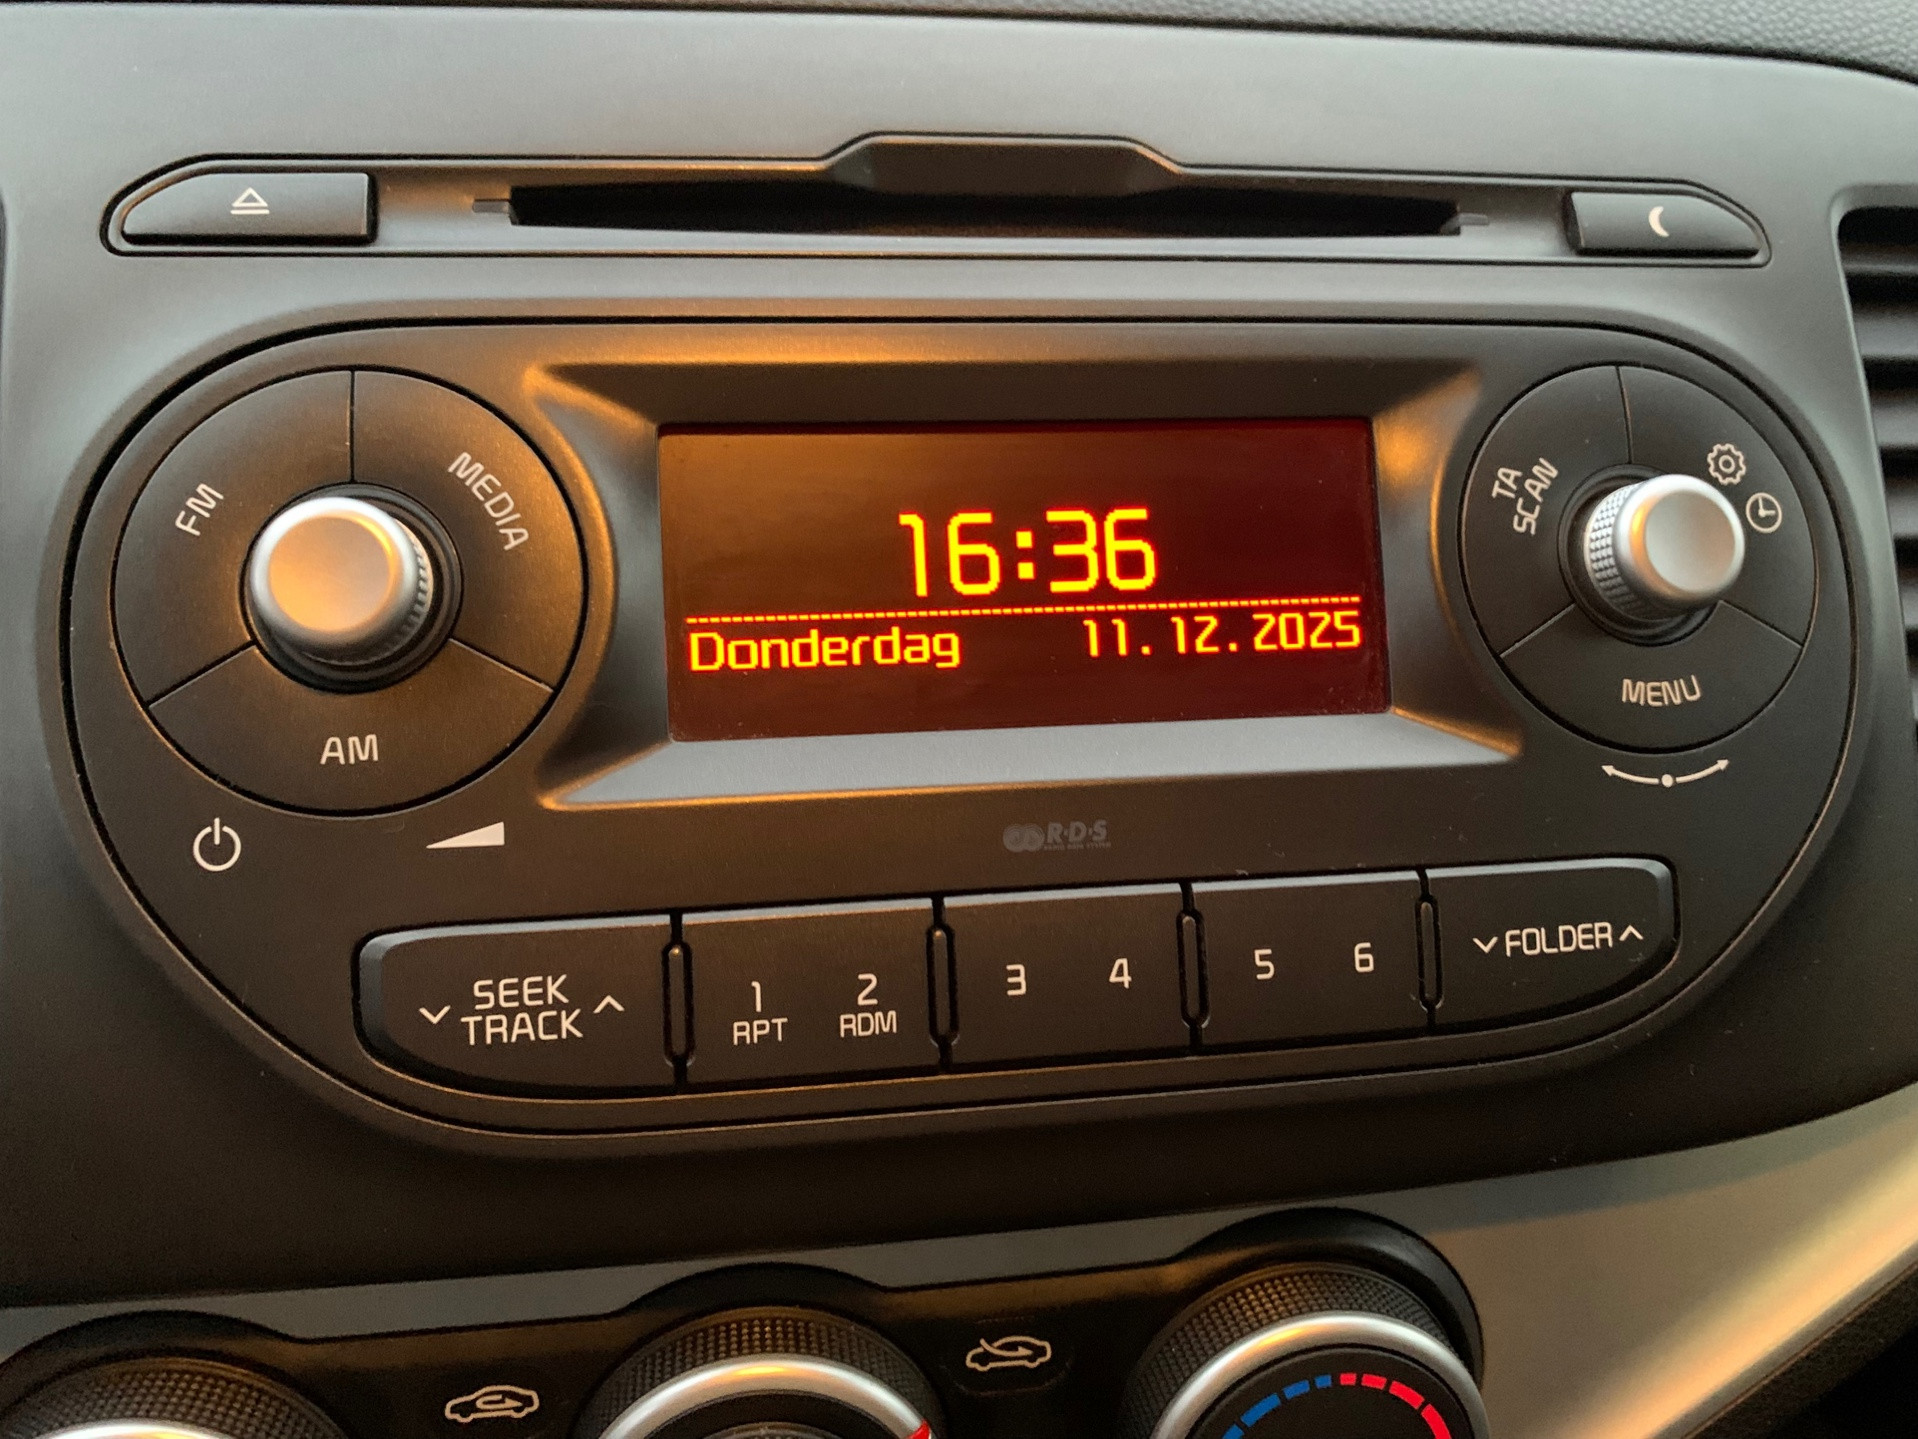 FM
MEDIA
AM
16:36
Donderdag 11.12.2025
TA
SCAN
MENU
R·D·S
SEEK
TRACK
1
RPT
2
RDM
3
4
5
6
FOLDER